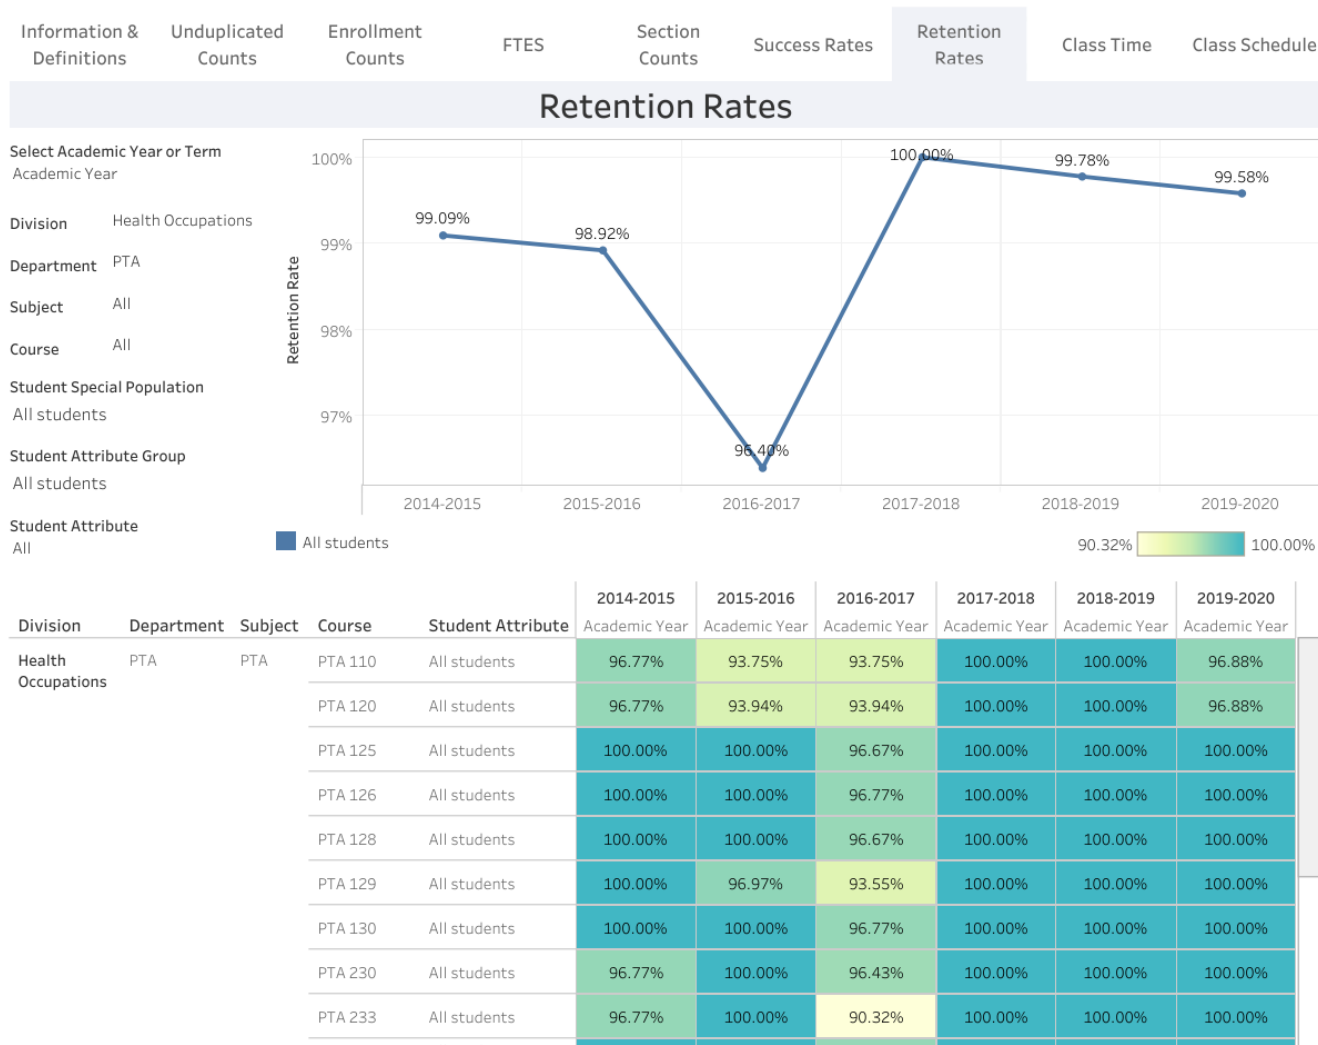 Information & Definitions
Unduplicated Counts
Enrollment Counts
FTES
Section Counts
Success Rates
Retention Rates
Class Time
Class Schedule
Retention Rates
Select Academic Year or Term
Academic Year
Division Health Occupations
Department PTA
Subject All
Course All
Student Special Population
All students
Student Attribute Group
All students
Student Attribute
All
Retention Rate
100%
99%
98%
97%
99.09%
98.92%
96.40%
100.00%
99.78%
99.58%
2014-2015 2015-2016 2016-2017 2017-2018 2018-2019 2019-2020
All students
90.32% 100.00%
2014-2015 2015-2016 2016-2017 2017-2018 2018-2019 2019-2020
Division Department Subject Course Student Attribute Academic Year Academic Year Academic Year Academic Year Academic Year Academic Year
Health Occupations PTA PTA PTA 110 All students 96.77% 93.75% 93.75% 100.00% 100.00% 96.88%
PTA 120 All students 96.77% 93.94% 93.94% 100.00% 100.00% 96.88%
PTA 125 All students 100.00% 100.00% 96.67% 100.00% 100.00% 100.00%
PTA 126 All students 100.00% 100.00% 96.77% 100.00% 100.00% 100.00%
PTA 128 All students 100.00% 100.00% 96.67% 100.00% 100.00% 100.00%
PTA 129 All students 100.00% 96.97% 93.55% 100.00% 100.00% 100.00%
PTA 130 All students 100.00% 100.00% 96.77% 100.00% 100.00% 100.00%
PTA 230 All students 96.77% 100.00% 96.43% 100.00% 100.00% 100.00%
PTA 233 All students 96.77% 100.00% 90.32% 100.00% 100.00% 100.00%